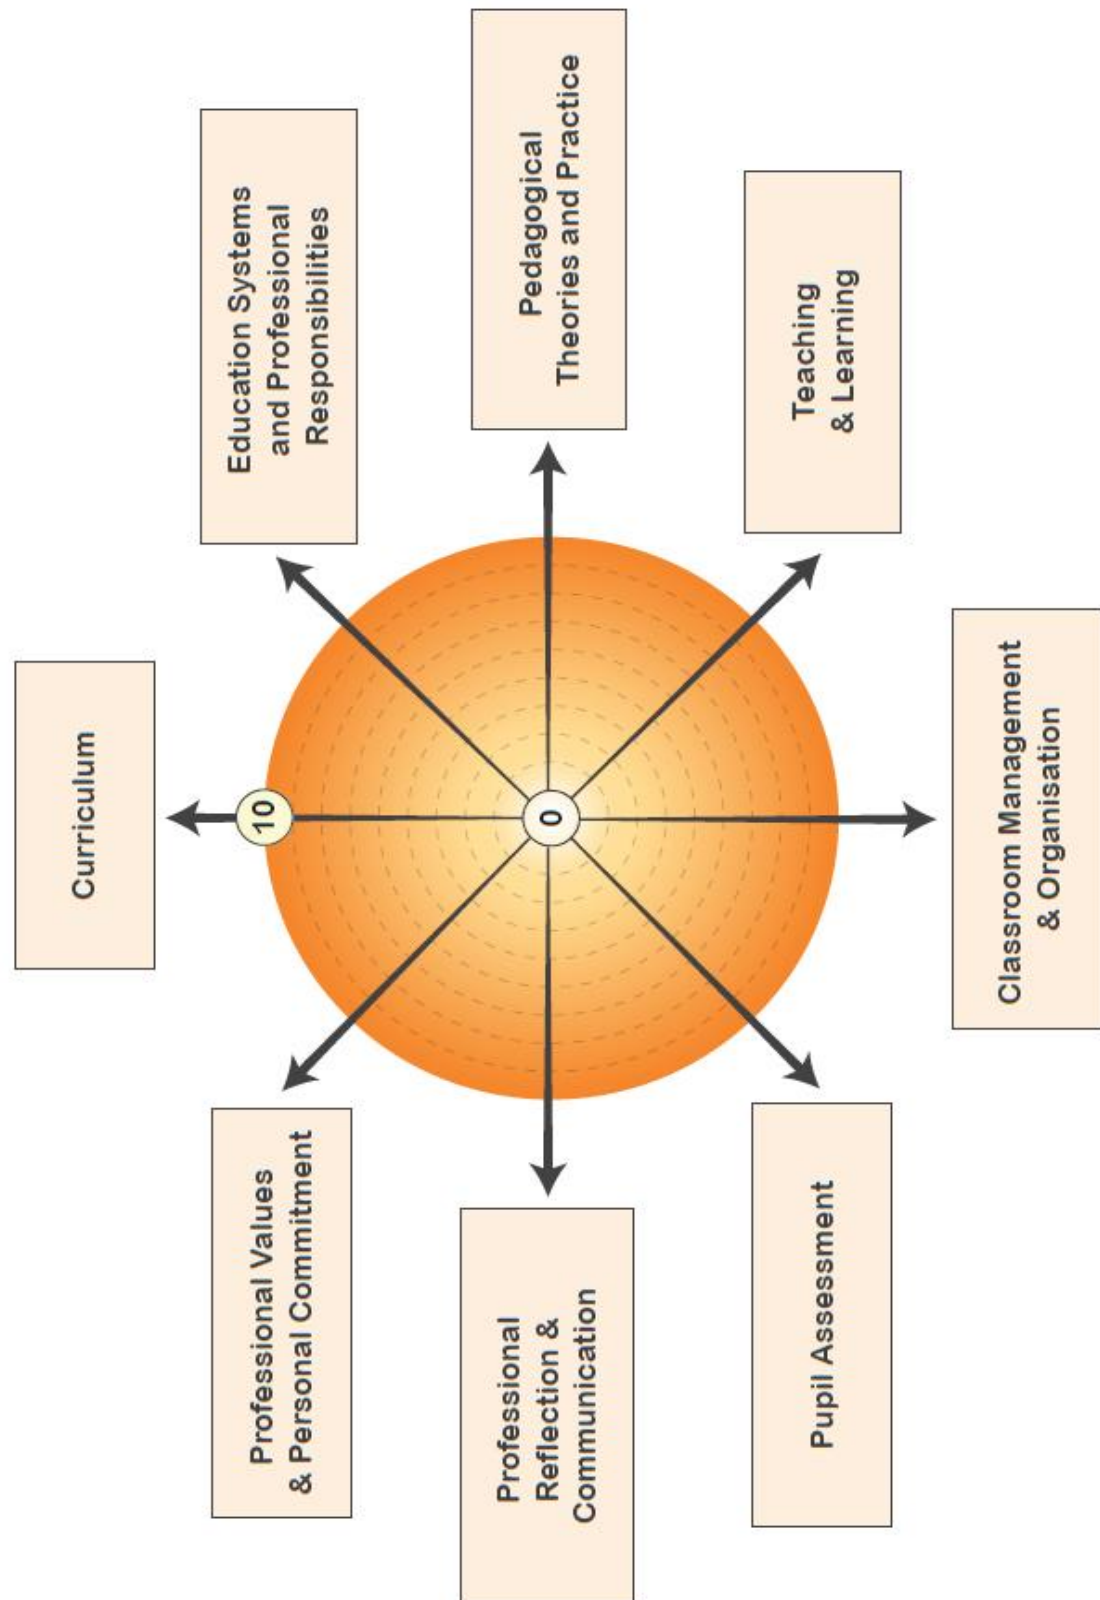 Curriculum
Education Systems
and Professional
Responsibilities
Pedagogical
Theories and Practice
Teaching
& Learning
Classroom Management
& Organisation
Pupil Assessment
Professional
Reflection &
Communication
Professional Values
& Personal Commitment
10
0